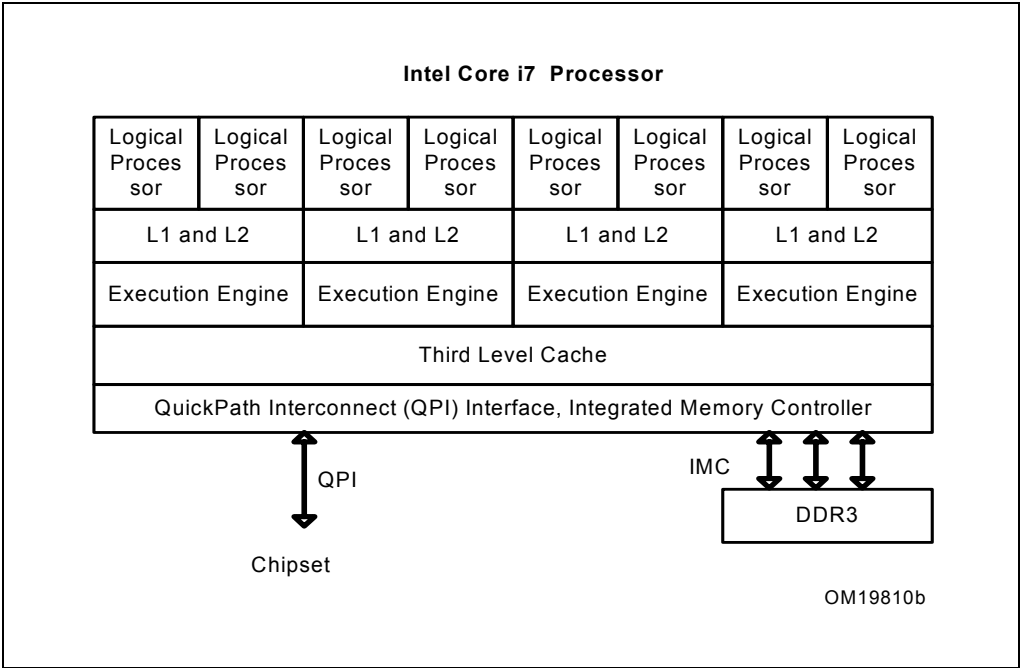 Intel Core i7 Processor
Logical Logical Logical Logical Logical Logical Logical Logical
Proces Proces Proces Proces Proces Proces Proces Proces
sor sor sor sor sor sor sor sor
L1 and L2 L1 and L2 L1 and L2 L1 and L2
Execution Engine Execution Engine Execution Engine Execution Engine
Third Level Cache
QuickPath Interconnect (QPI) Interface, Integrated Memory Controller
QPI IMC
DDR3
Chipset
OM19810b